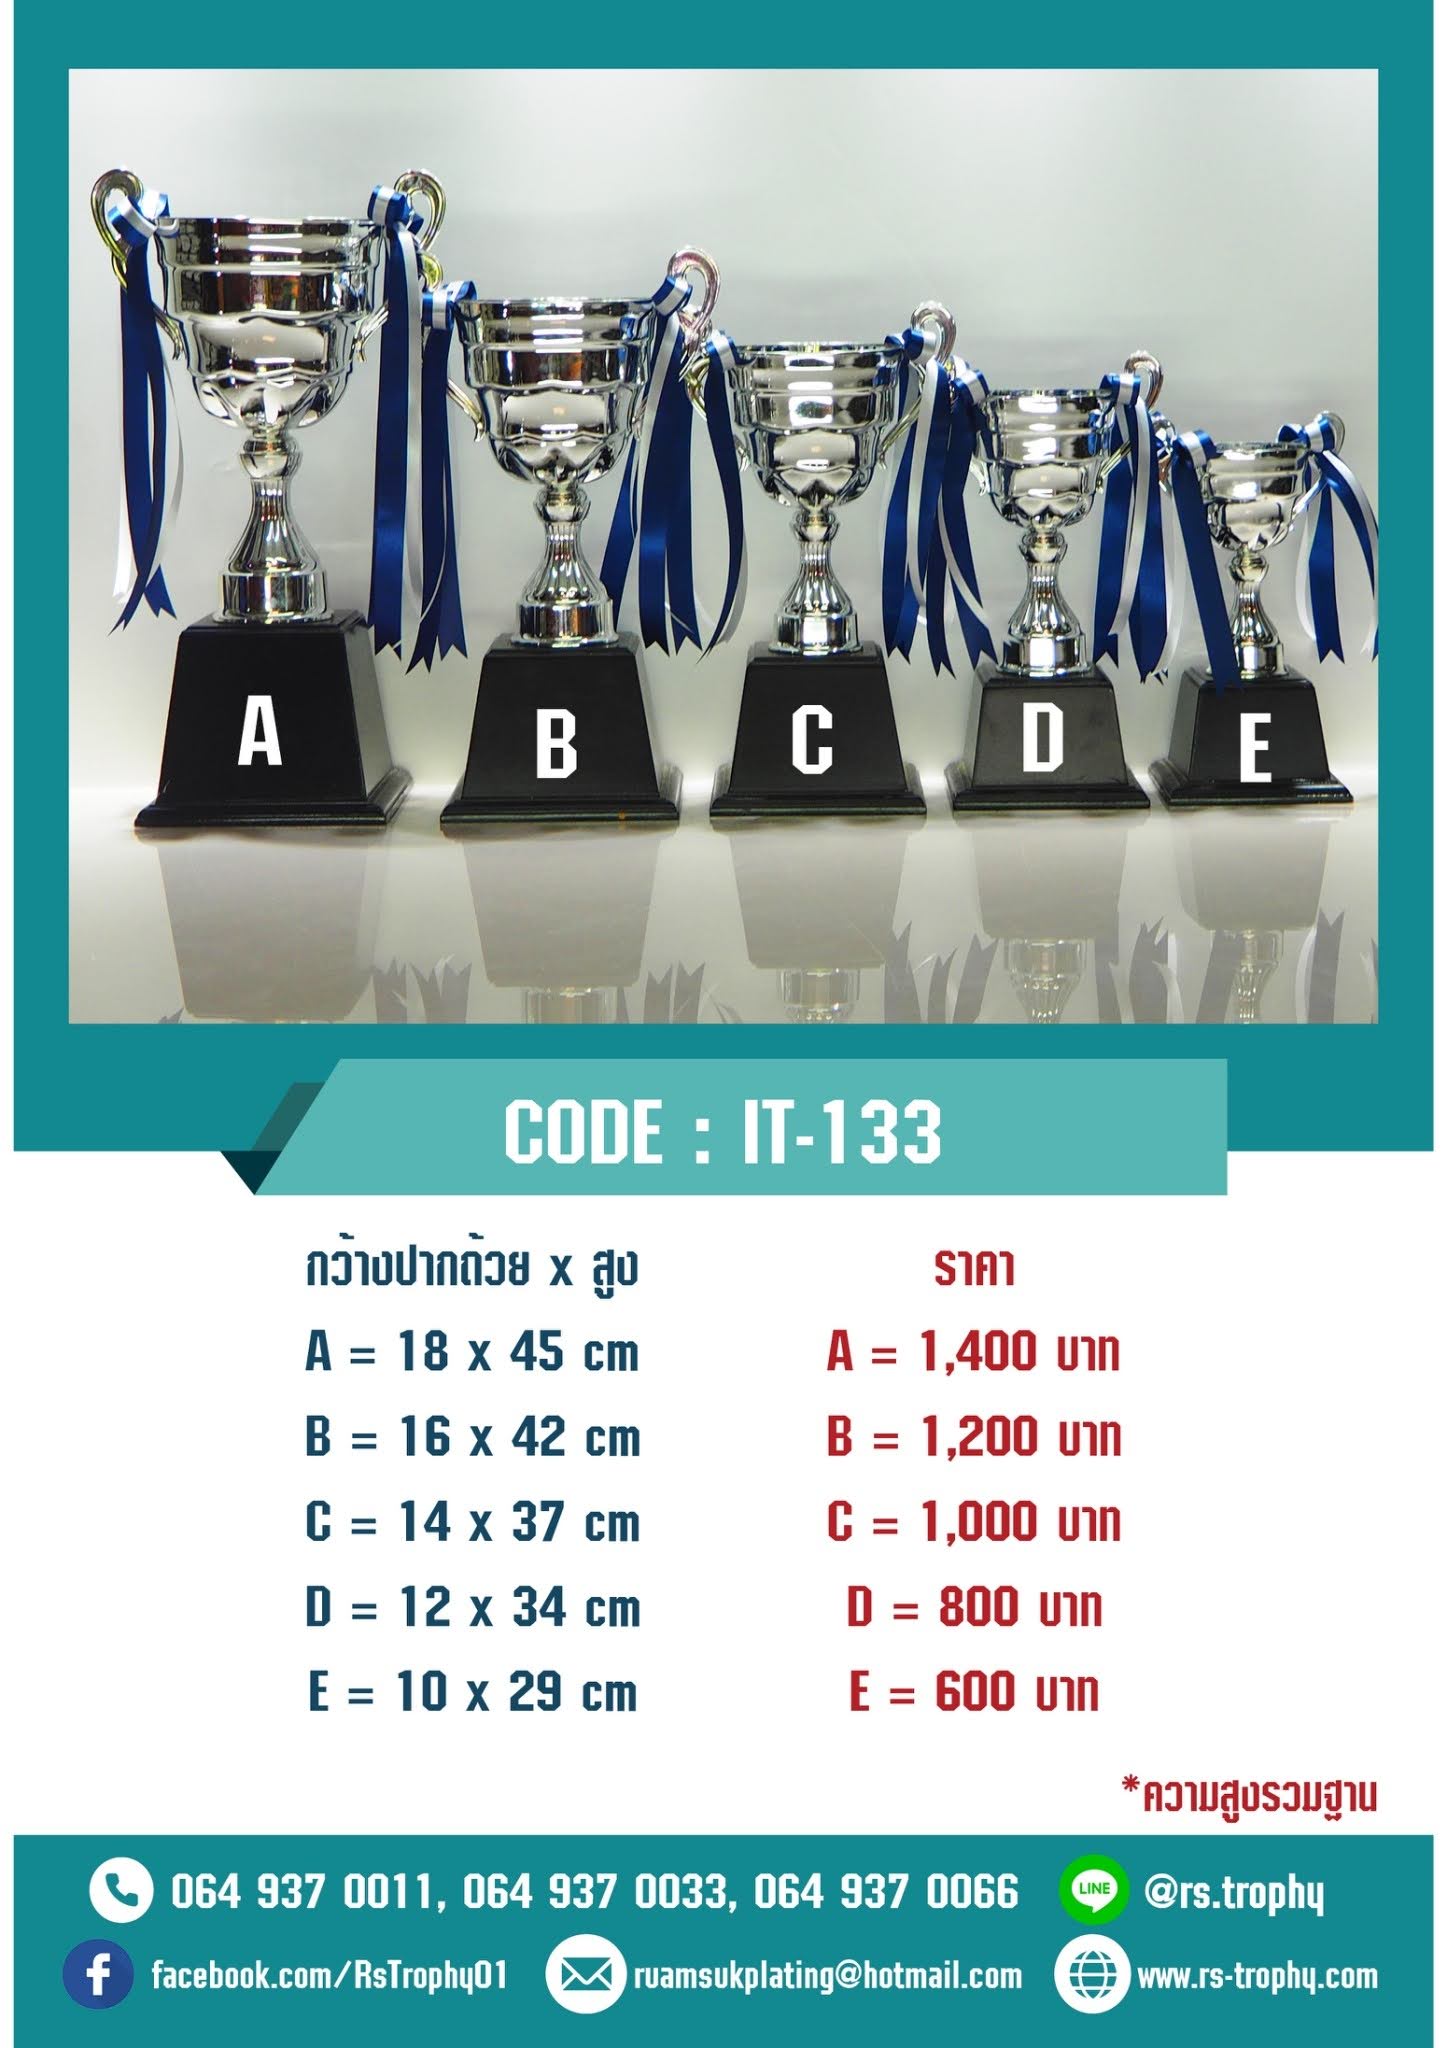 A
B
C
D
E
CODE : IT-133
กว้างปากถ้วย x สูง
A = 18 x 45 cm
B = 16 x 42 cm
C = 14 x 37 cm
D = 12 x 34 cm
E = 10 x 29 cm
ราคา
A = 1,400 บาท
B = 1,200 บาท
C = 1,000 บาท
D = 800 บาท
E = 600 บาท
*ความสูงรวมฐาน
064 937 0011, 064 937 0033, 064 937 0066
LINE
@rs.trophy
f
facebook.com/RsTrophy01
ruamsukplating@hotmail.com
www.rs-trophy.com